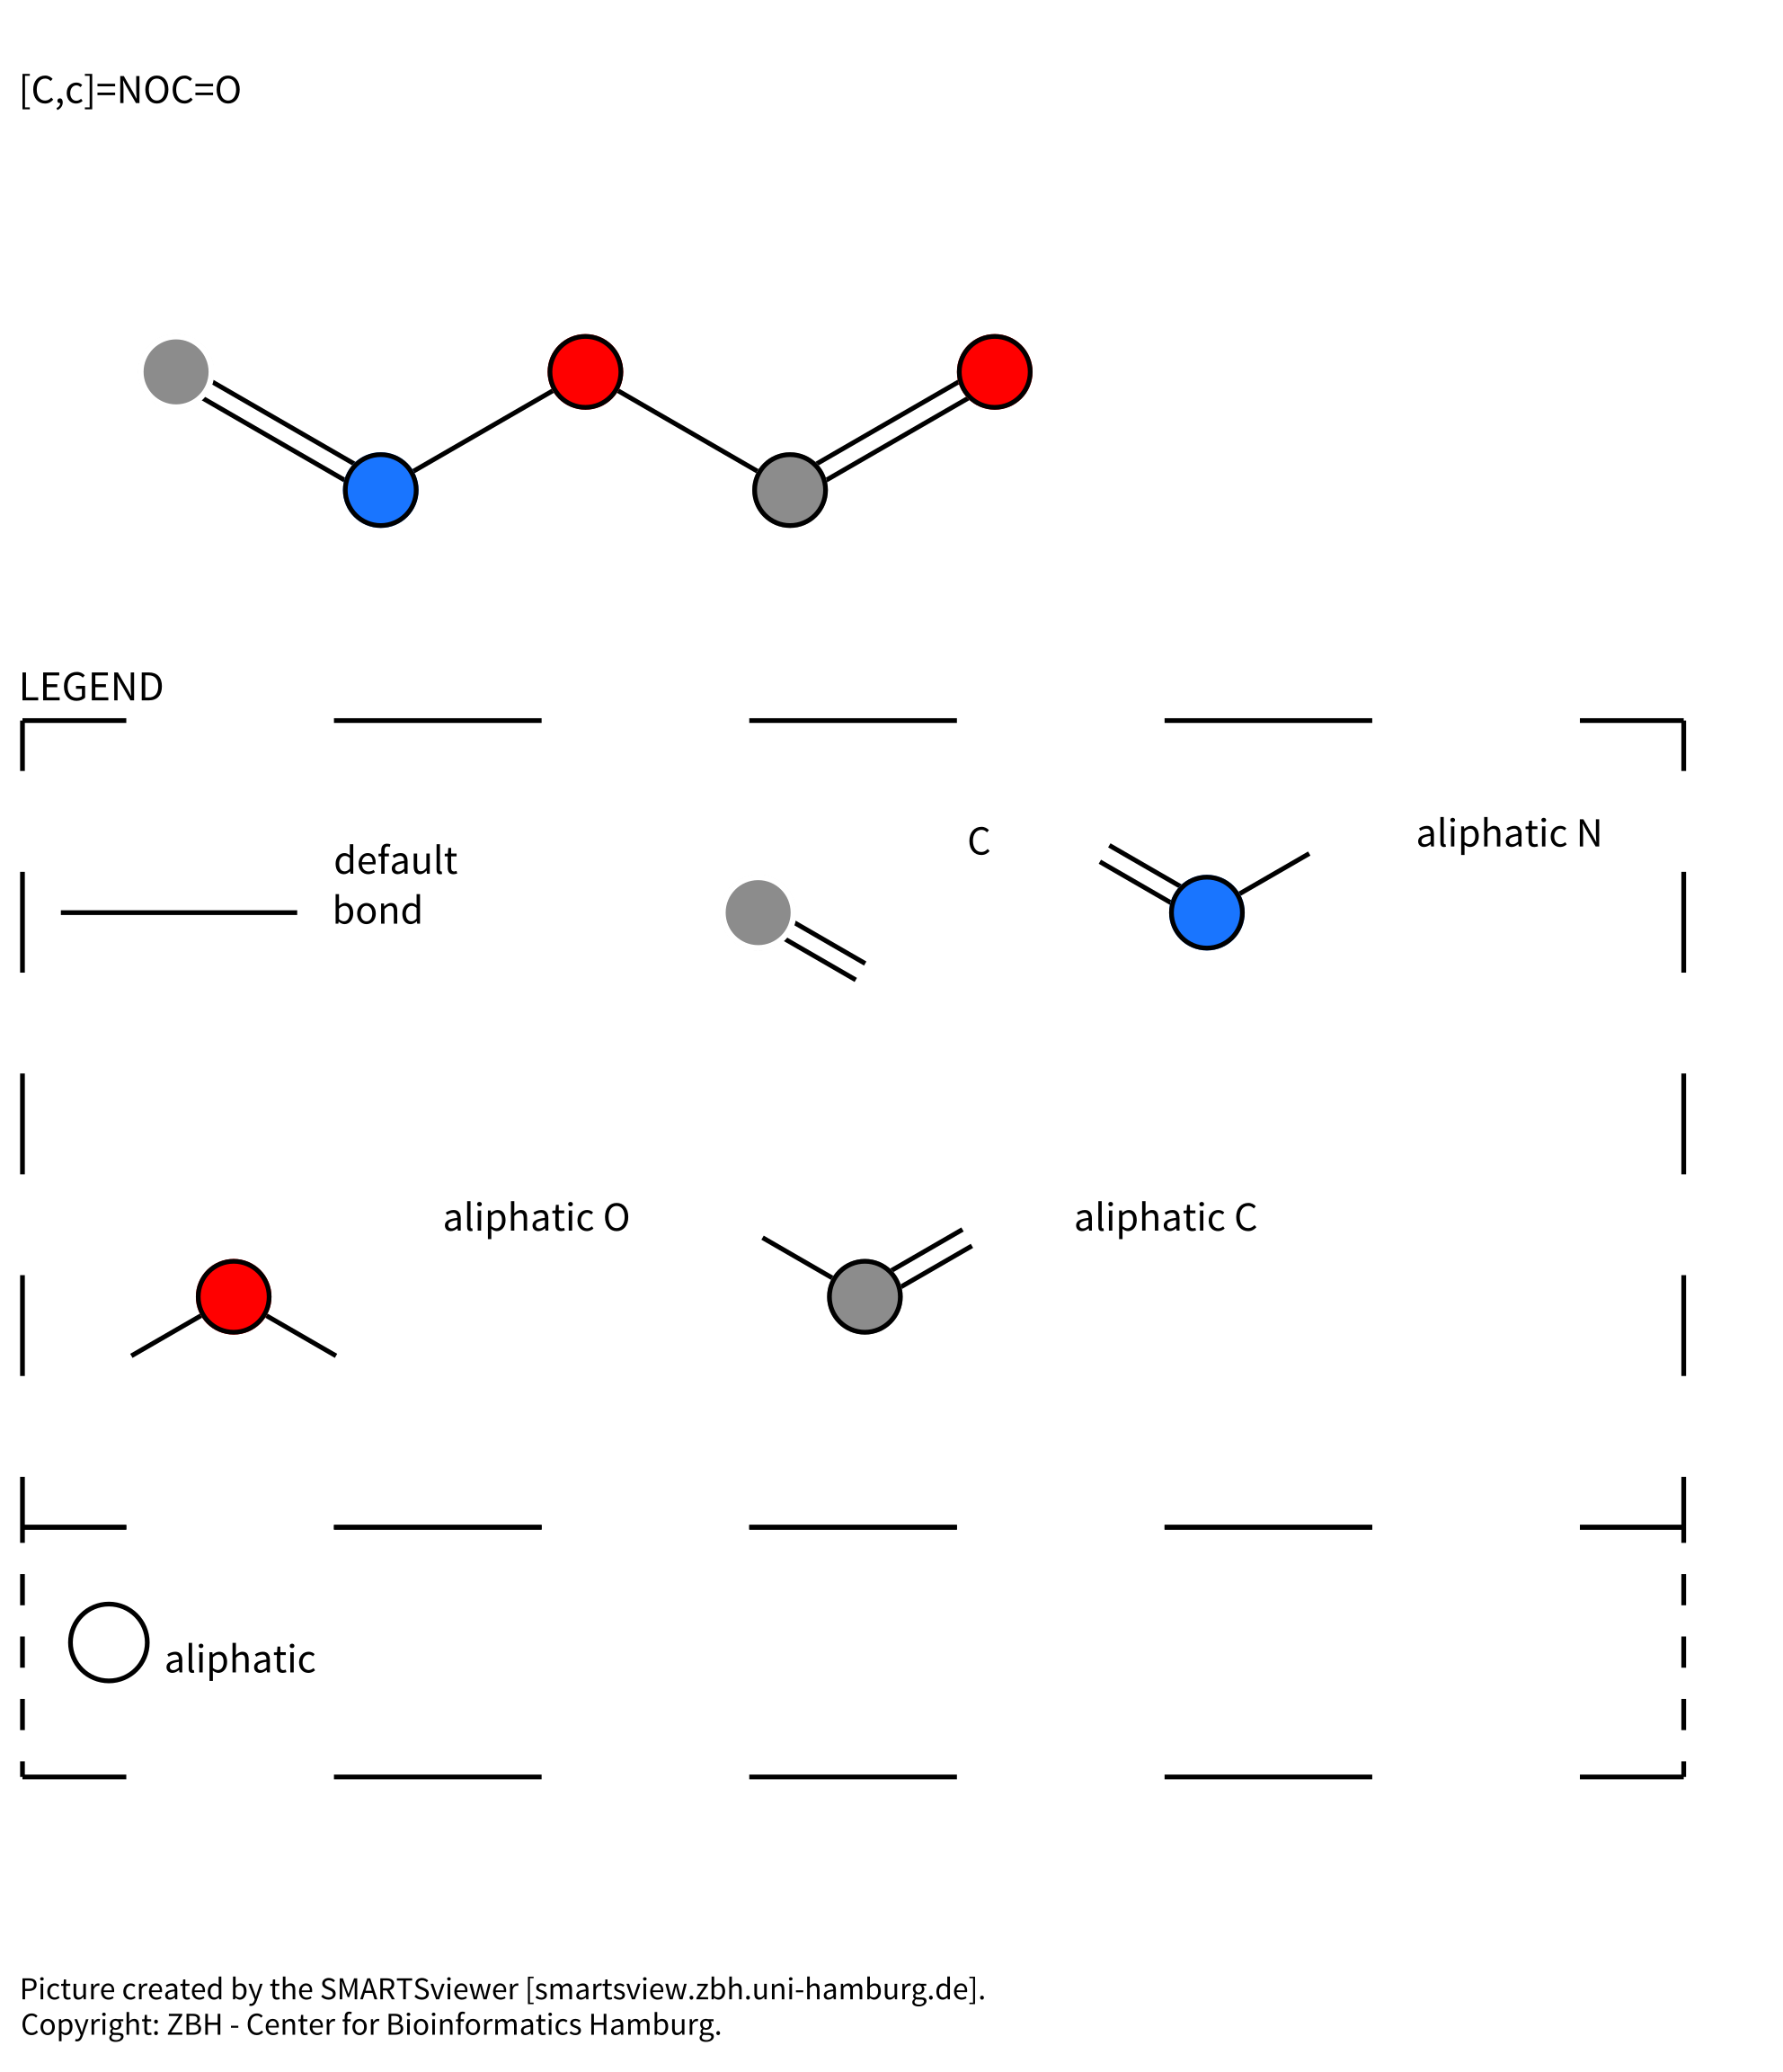 [C,c]=NOC=O
LEGEND
default
bond
C
aliphatic N
aliphatic O
aliphatic C
aliphatic
Picture created by the SMARTSviewer [smartsview.zbh.uni-hamburg.de].
Copyright: ZBH - Center for Bioinformatics Hamburg.